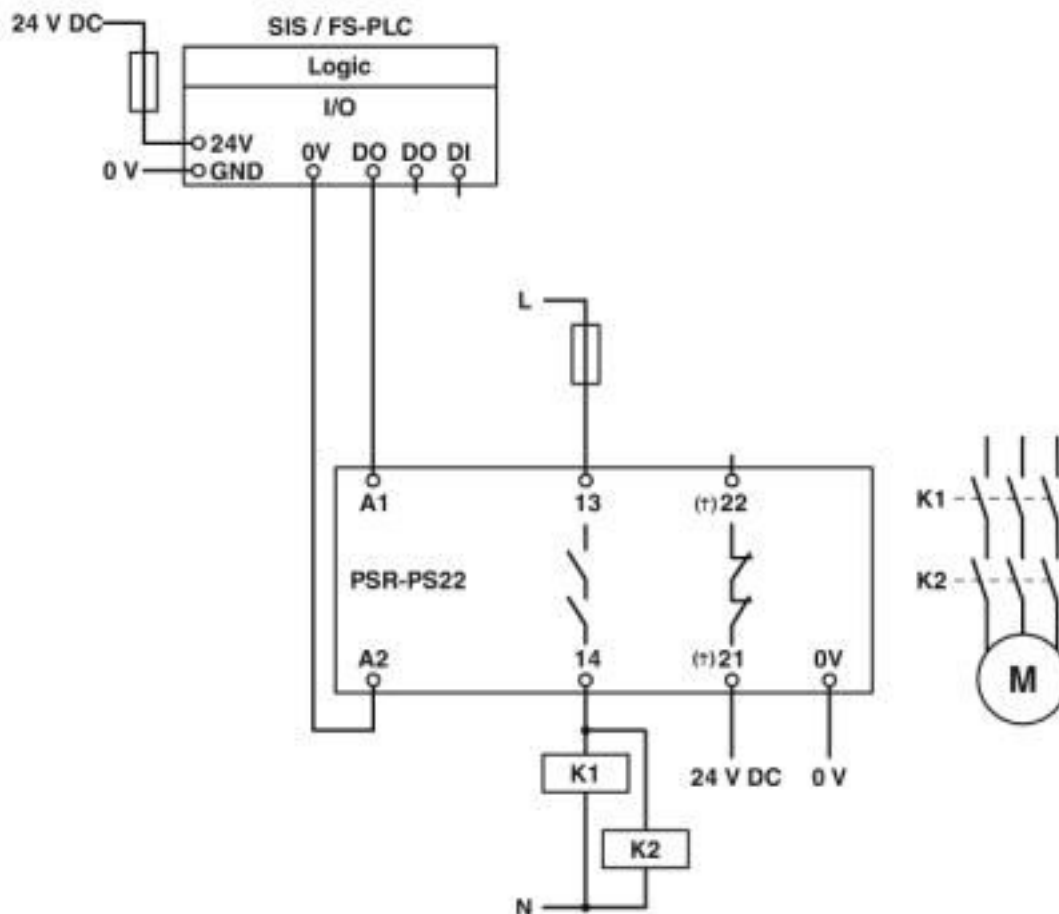 24 V DC
SIS / FS-PLC
Logic
I/O
24V
0V DO DO DI
0 V
GND
L
A1 13 (†) 22
K1
PSR-PS22
K2
A2 14 (†) 21 0V
M
K1
24 V DC 0 V
K2
N